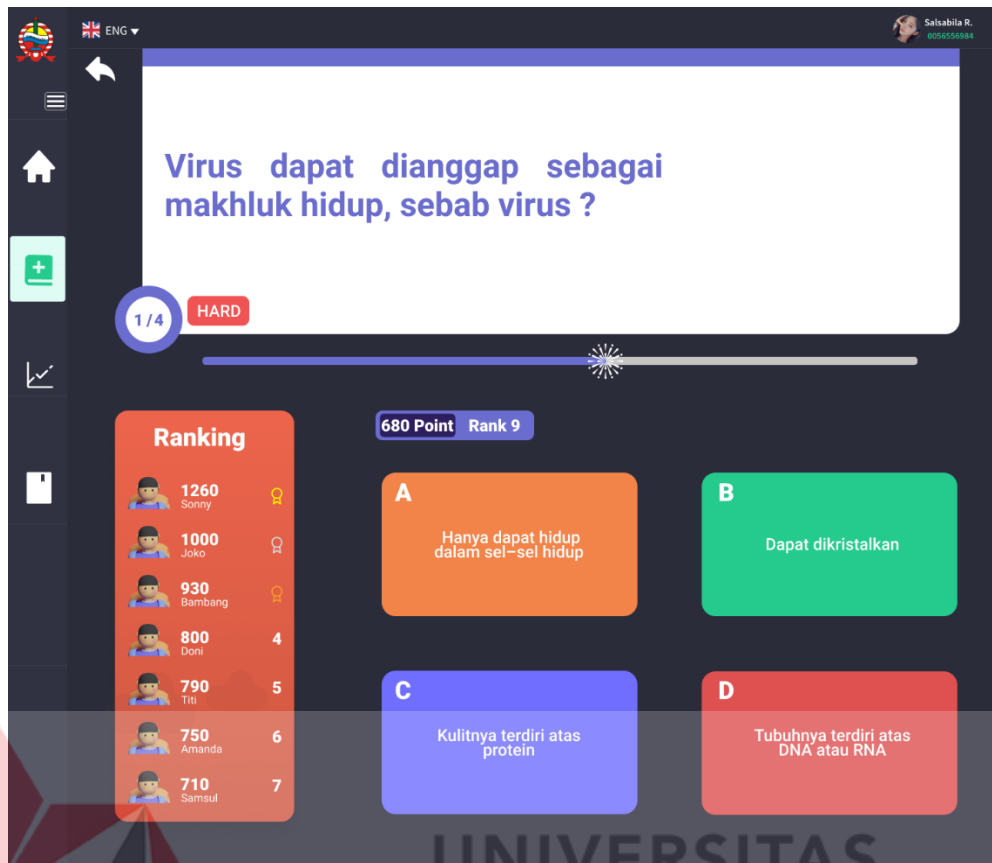 ENG
Salsabila R.
0056556984
Virus dapat dianggap sebagai
makhluk hidup, sebab virus ?
1/4
HARD
680 Point Rank 9
Ranking
1260
Sonny
1000
Joko
930
Bambang
800
Doni
4
790
Titi
5
750
Amanda
6
710
Samsul
7
A
Hanya dapat hidup
dalam sel-sel hidup
B
Dapat dikristalkan
C
Kulitnya terdiri atas
protein
D
Tubuhnya terdiri atas
DNA atau RNA
UNIVERSITAS